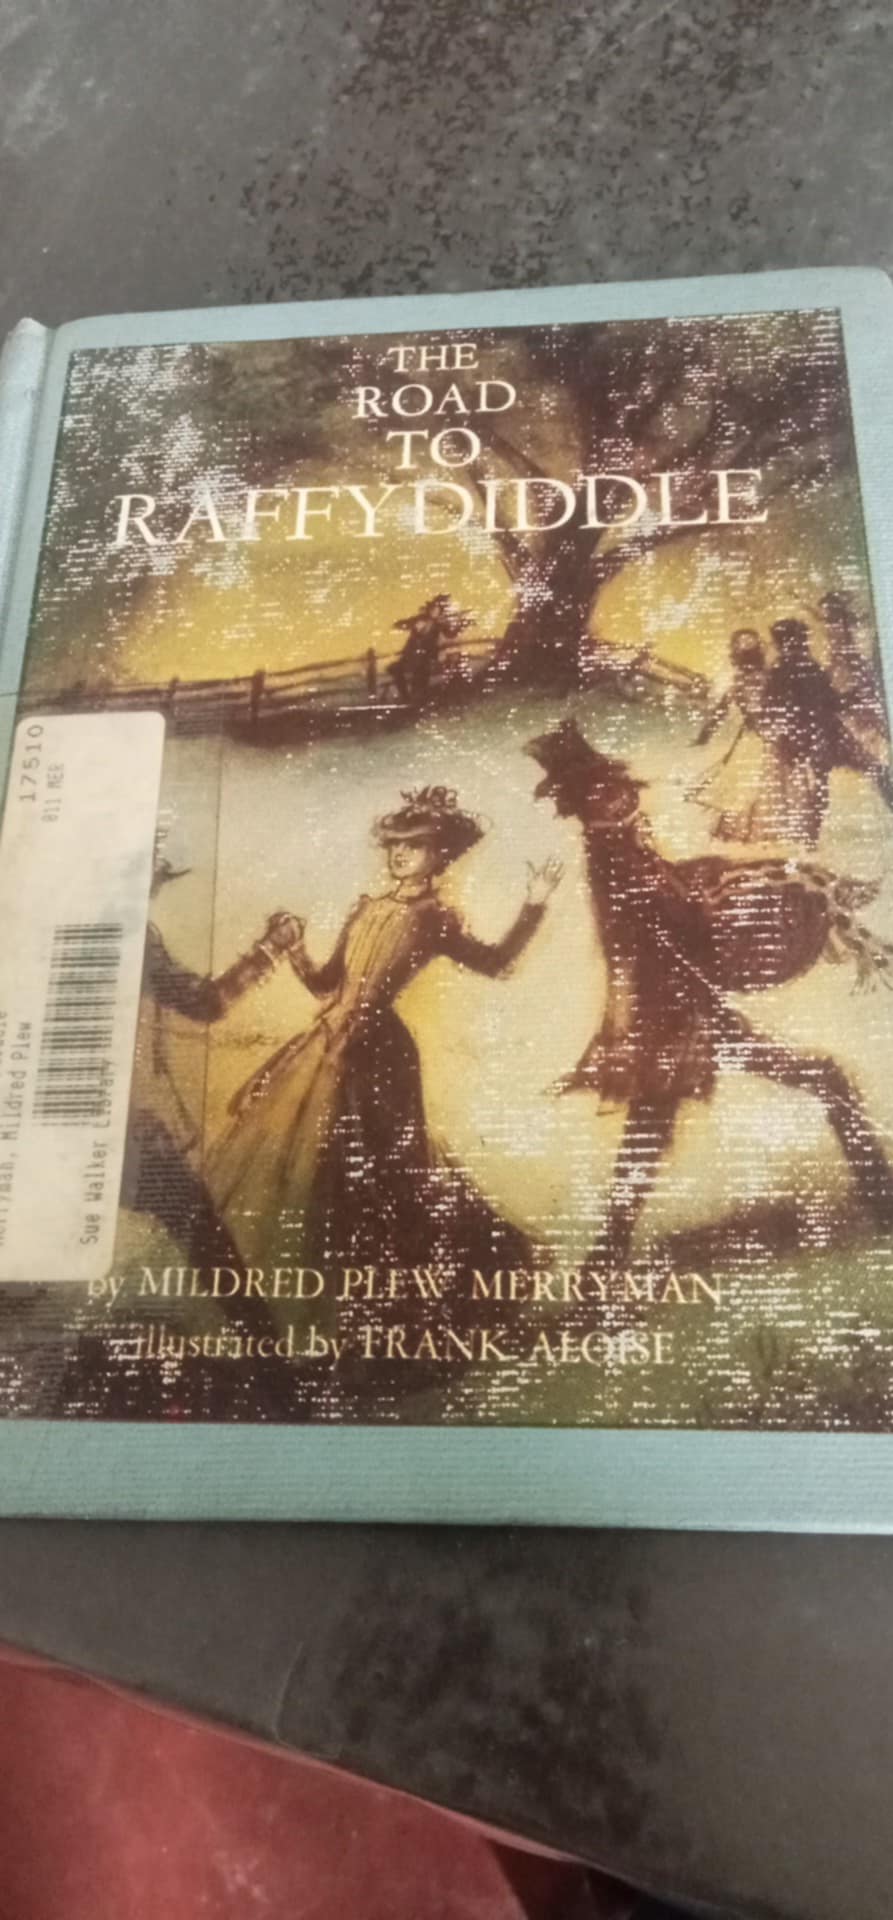 THE
ROAD
TO
RAFFYDIDDLE
17510
811 MER
Mildred Plew
Sue Walker Library
by MILDRED PLEW MERRYMAN
illustrated by FRANK ALOISE